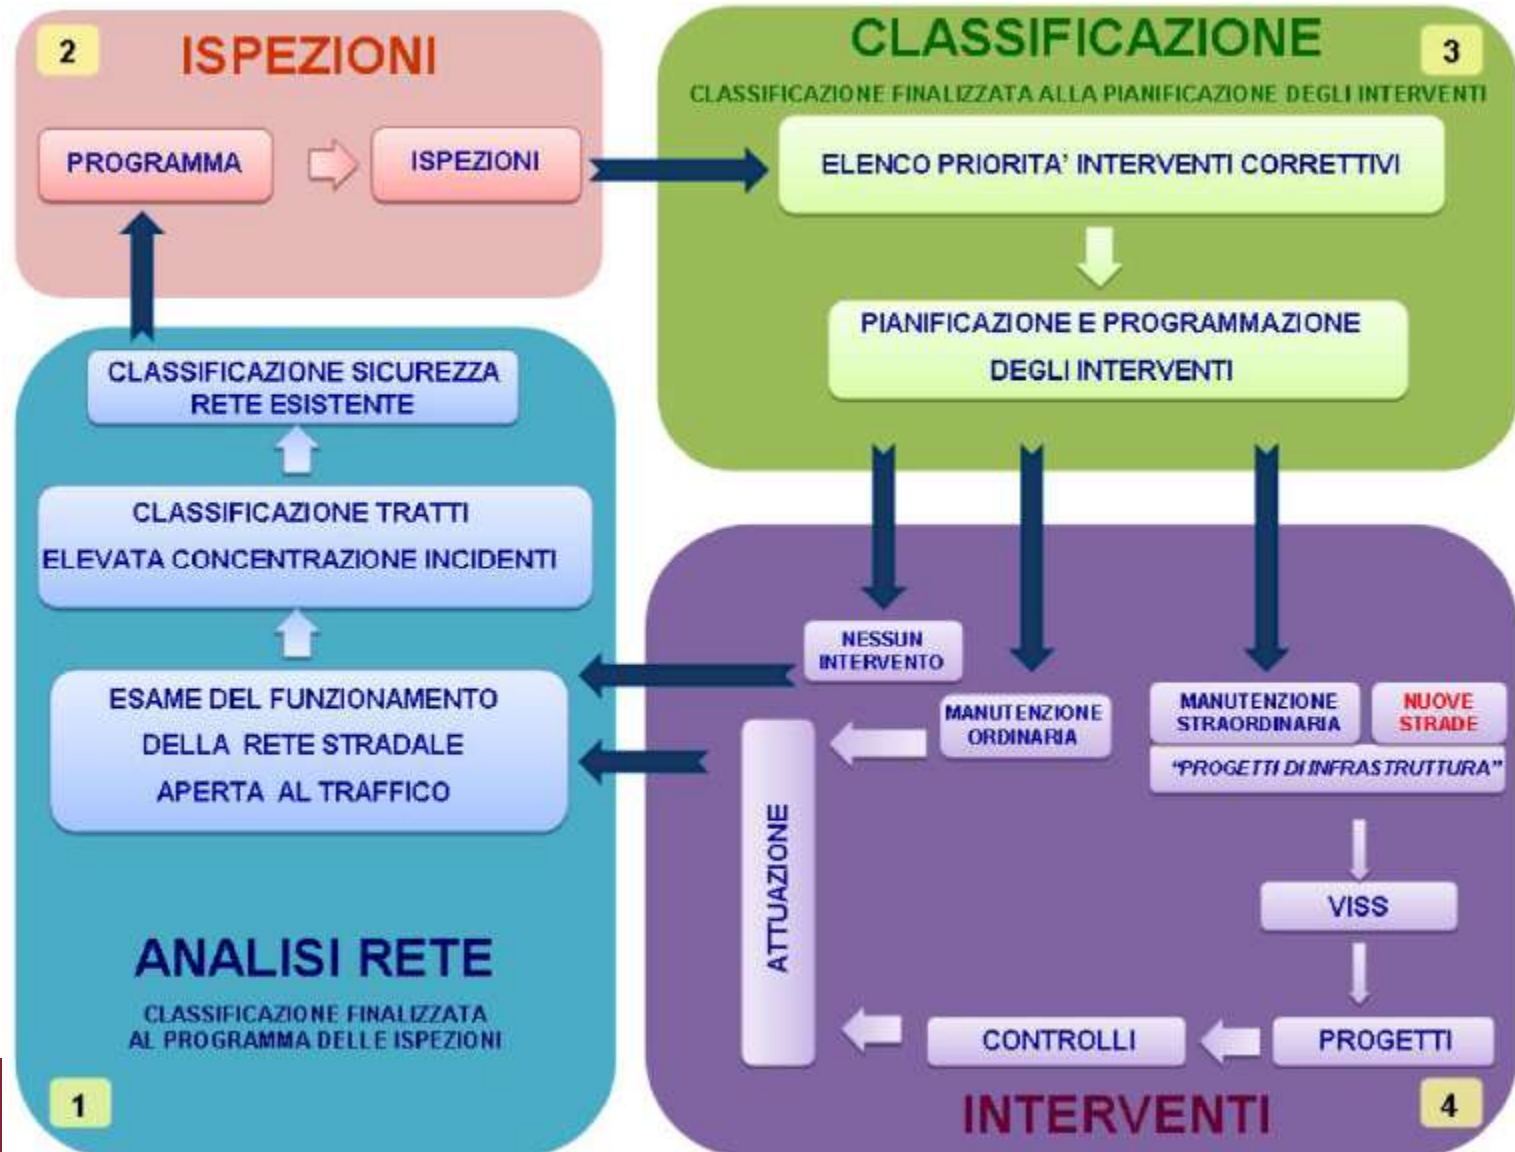 2
ISPEZIONI
PROGRAMMA
ISPEZIONI
CLASSIFICAZIONE
3
CLASSIFICAZIONE FINALIZZATA ALLA PIANIFICAZIONE DEGLI INTERVENTI
ELENCO PRIORITA' INTERVENTI CORRETTIVI
PIANIFICAZIONE E PROGRAMMAZIONE
DEGLI INTERVENTI
CLASSIFICAZIONE SICUREZZA
RETE ESISTENTE
CLASSIFICAZIONE TRATTI
ELEVATA CONCENTRAZIONE INCIDENTI
ESAME DEL FUNZIONAMENTO
DELLA RETE STRADALE
APERTA AL TRAFFICO
ANALISI RETE
CLASSIFICAZIONE FINALIZZATA
AL PROGRAMMA DELLE ISPEZIONI
1
NESSUN
INTERVENTO
MANUTENZIONE
ORDINARIA
MANUTENZIONE
STRAORDINARIA
NUOVE
STRADE
"PROGETTI DI INFRASTRUTTURA"
VISS
PROGETTI
CONTROLLI
ATTUAZIONE
INTERVENTI
4